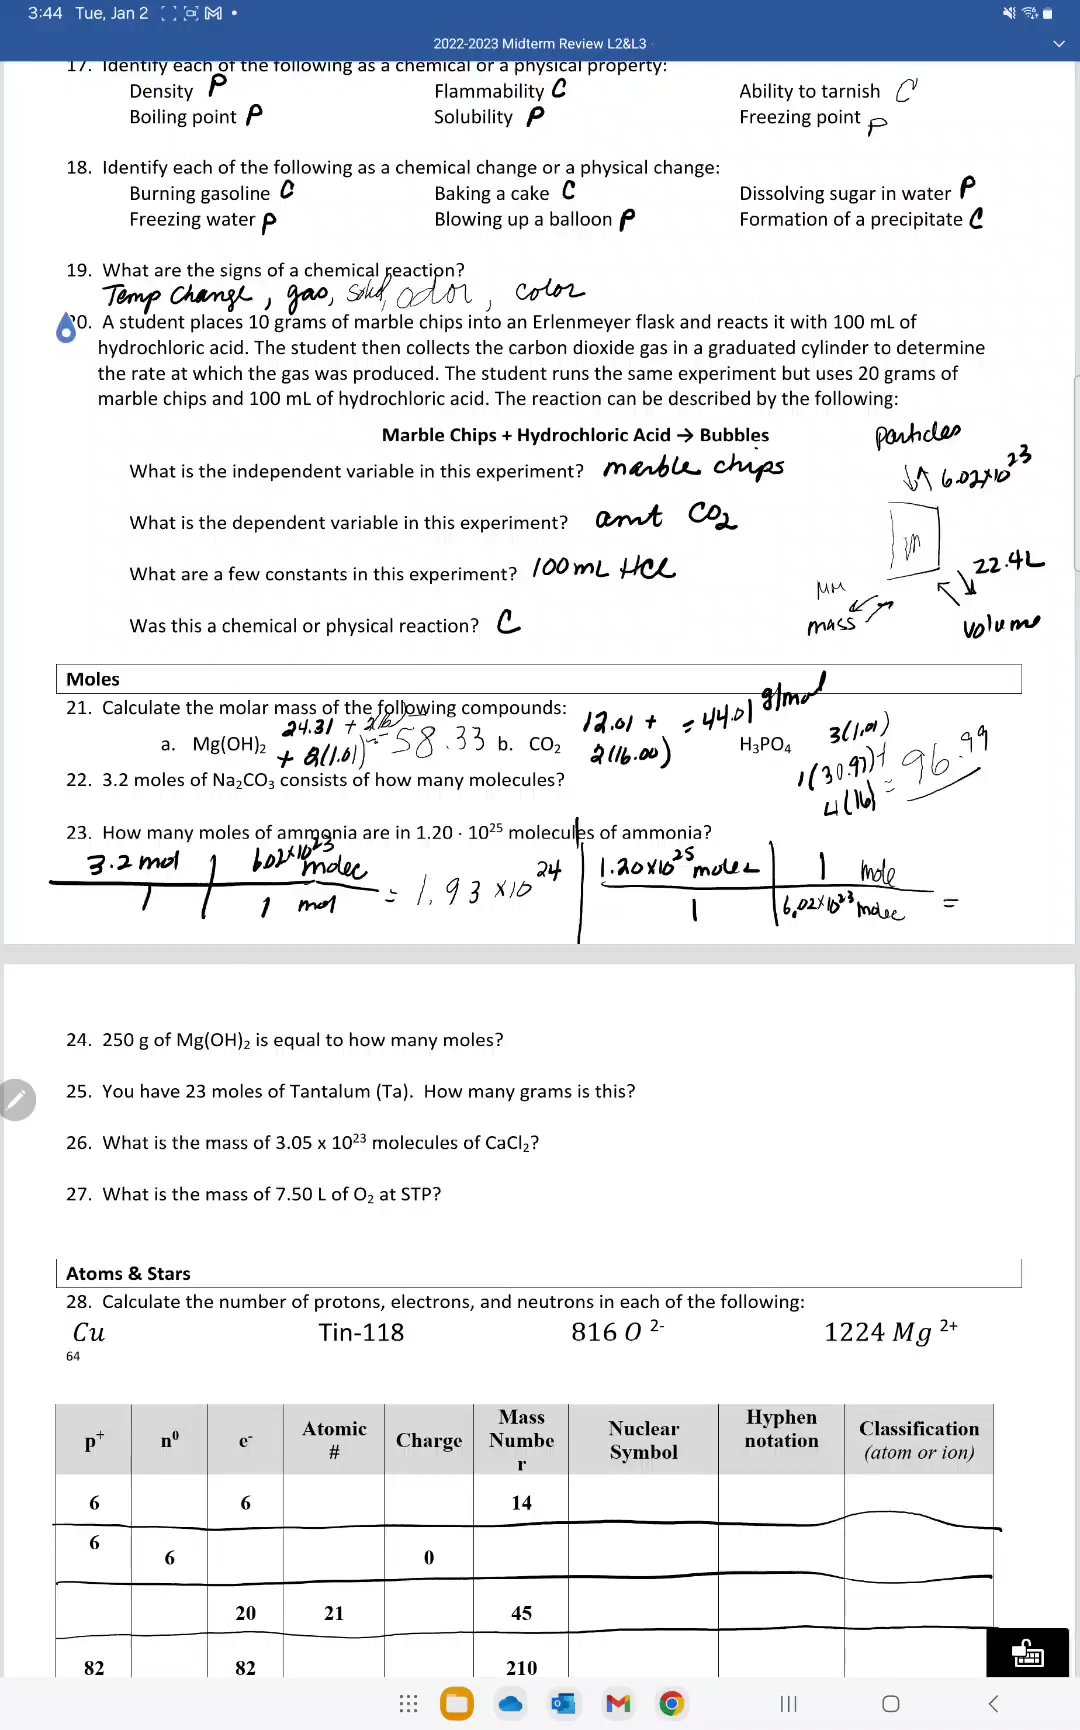 3:44 Tue, Jan 2
2022-2023 Midterm Review L2&L3
17. Identify each of the following as a chemical or a physical property:
Density P Flammability C Ability to tarnish C
Boiling point P Solubility P Freezing point P
18. Identify each of the following as a chemical change or a physical change:
Burning gasoline C Baking a cake C Dissolving sugar in water P
Freezing water P Blowing up a balloon P Formation of a precipitate C
19. What are the signs of a chemical reaction?
Temp Change, gas, solid, odor, color
20. A student places 10 grams of marble chips into an Erlenmeyer flask and reacts it with 100 mL of
hydrochloric acid. The student then collects the carbon dioxide gas in a graduated cylinder to determine
the rate at which the gas was produced. The student runs the same experiment but uses 20 grams of
marble chips and 100 mL of hydrochloric acid. The reaction can be described by the following:
Marble Chips + Hydrochloric Acid → Bubbles
particles
What is the independent variable in this experiment? marble chips
6.02x10²³
What is the dependent variable in this experiment? amt CO₂
m
What are a few constants in this experiment? 100 mL HCl
22.4L
MM
mass
volume
Was this a chemical or physical reaction? C
Moles
21. Calculate the molar mass of the following compounds:
a. Mg(OH)₂ 24.31 + 2(16) + 2(1.01) = 58.33 b. CO₂ 12.01 + 2(16.00) = 44.01 g/mol H₃PO₄ 3(1.01) 1(30.97)+ 4(16) = 96.99
22. 3.2 moles of Na₂CO₃ consists of how many molecules?
23. How many moles of ammonia are in 1.20 · 10²⁵ molecules of ammonia?
3.2 mol 6.02x10²³ molec 1.20x10²⁵ molec 1 mole
= 1.93 x10²⁴
1 1 mol 1 6.02x10²³ molec =
24. 250 g of Mg(OH)₂ is equal to how many moles?
25. You have 23 moles of Tantalum (Ta). How many grams is this?
26. What is the mass of 3.05 x 10²³ molecules of CaCl₂?
27. What is the mass of 7.50 L of O₂ at STP?
Atoms & Stars
28. Calculate the number of protons, electrons, and neutrons in each of the following:
Cu Tin-118 816 O ²⁻ 1224 Mg ²⁺
64
p⁺ n⁰ e⁻ Atomic # Charge Mass Numbe r Nuclear Symbol Hyphen notation Classification (atom or ion)
6 6 14
6 6 0
20 21 45
82 82 210